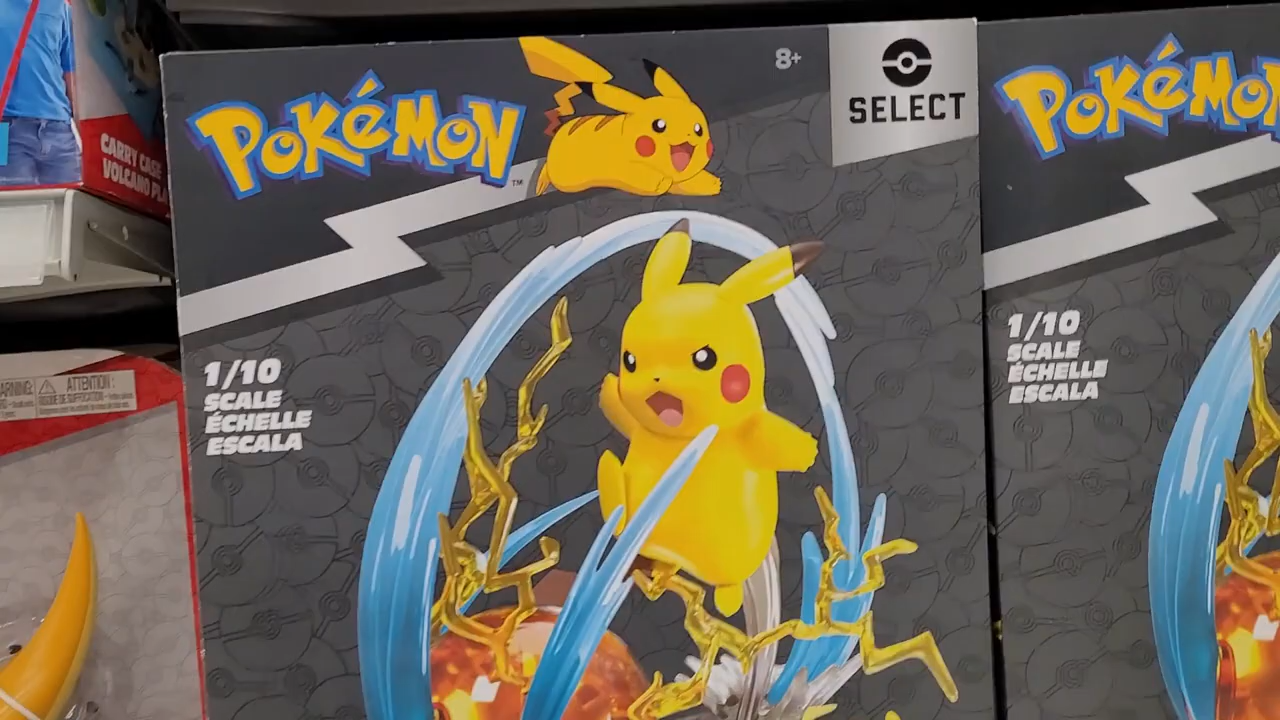 CARRY CASE
VOLCANO
WARNING:
ATTENTION :
POKéMON
TM
8+
SELECT
1/10
SCALE
ÉCHELLE
ESCALA
POKéMON
1/10
SCALE
ÉCHELLE
ESCALA